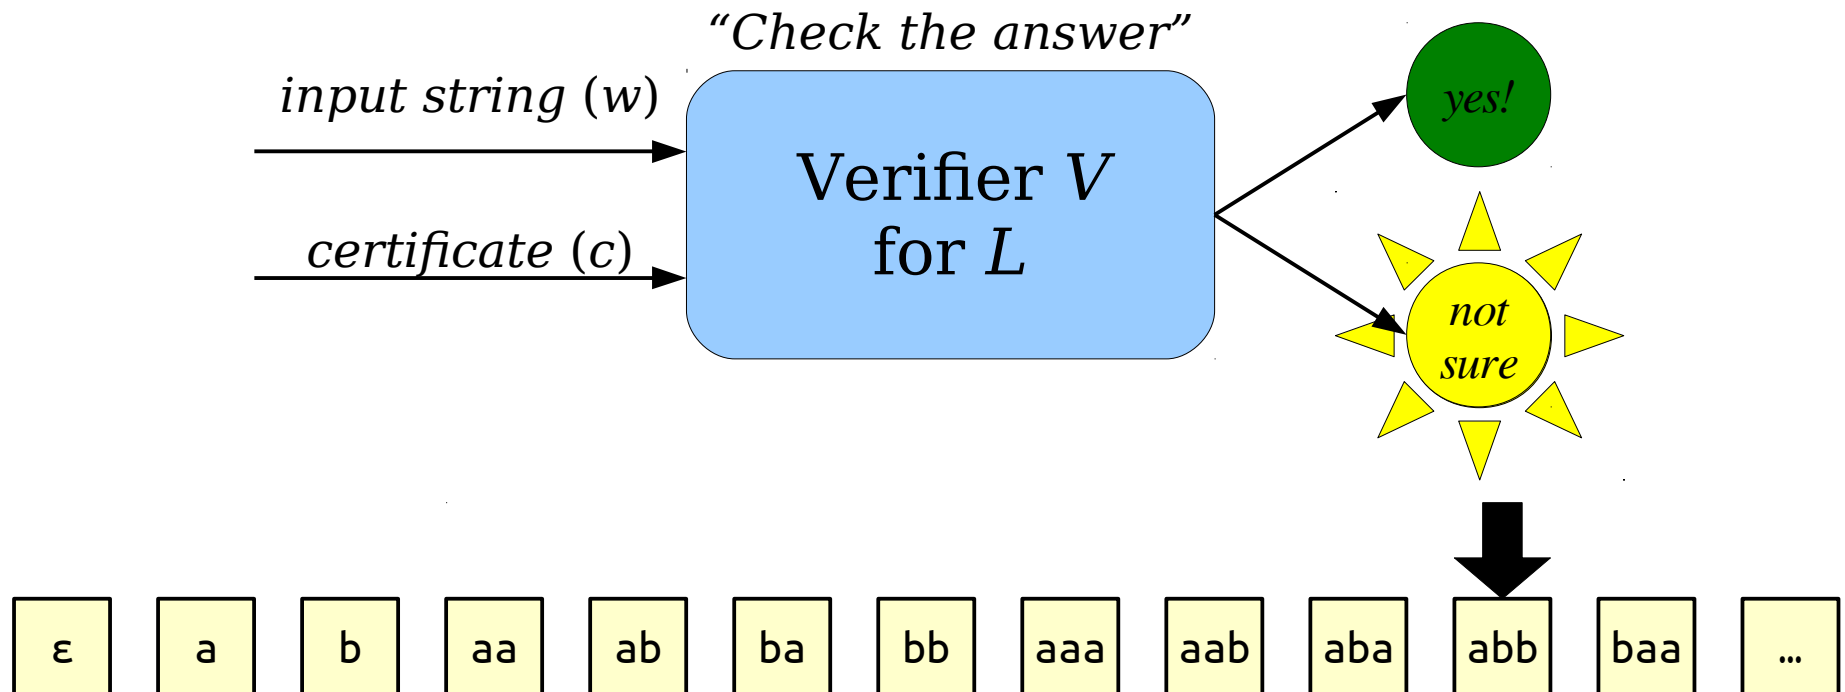 “Check the answer”
input string (w)
certificate (c)
Verifier V
for L
yes!
not
sure
ε a b aa ab ba bb aaa aab aba abb baa …